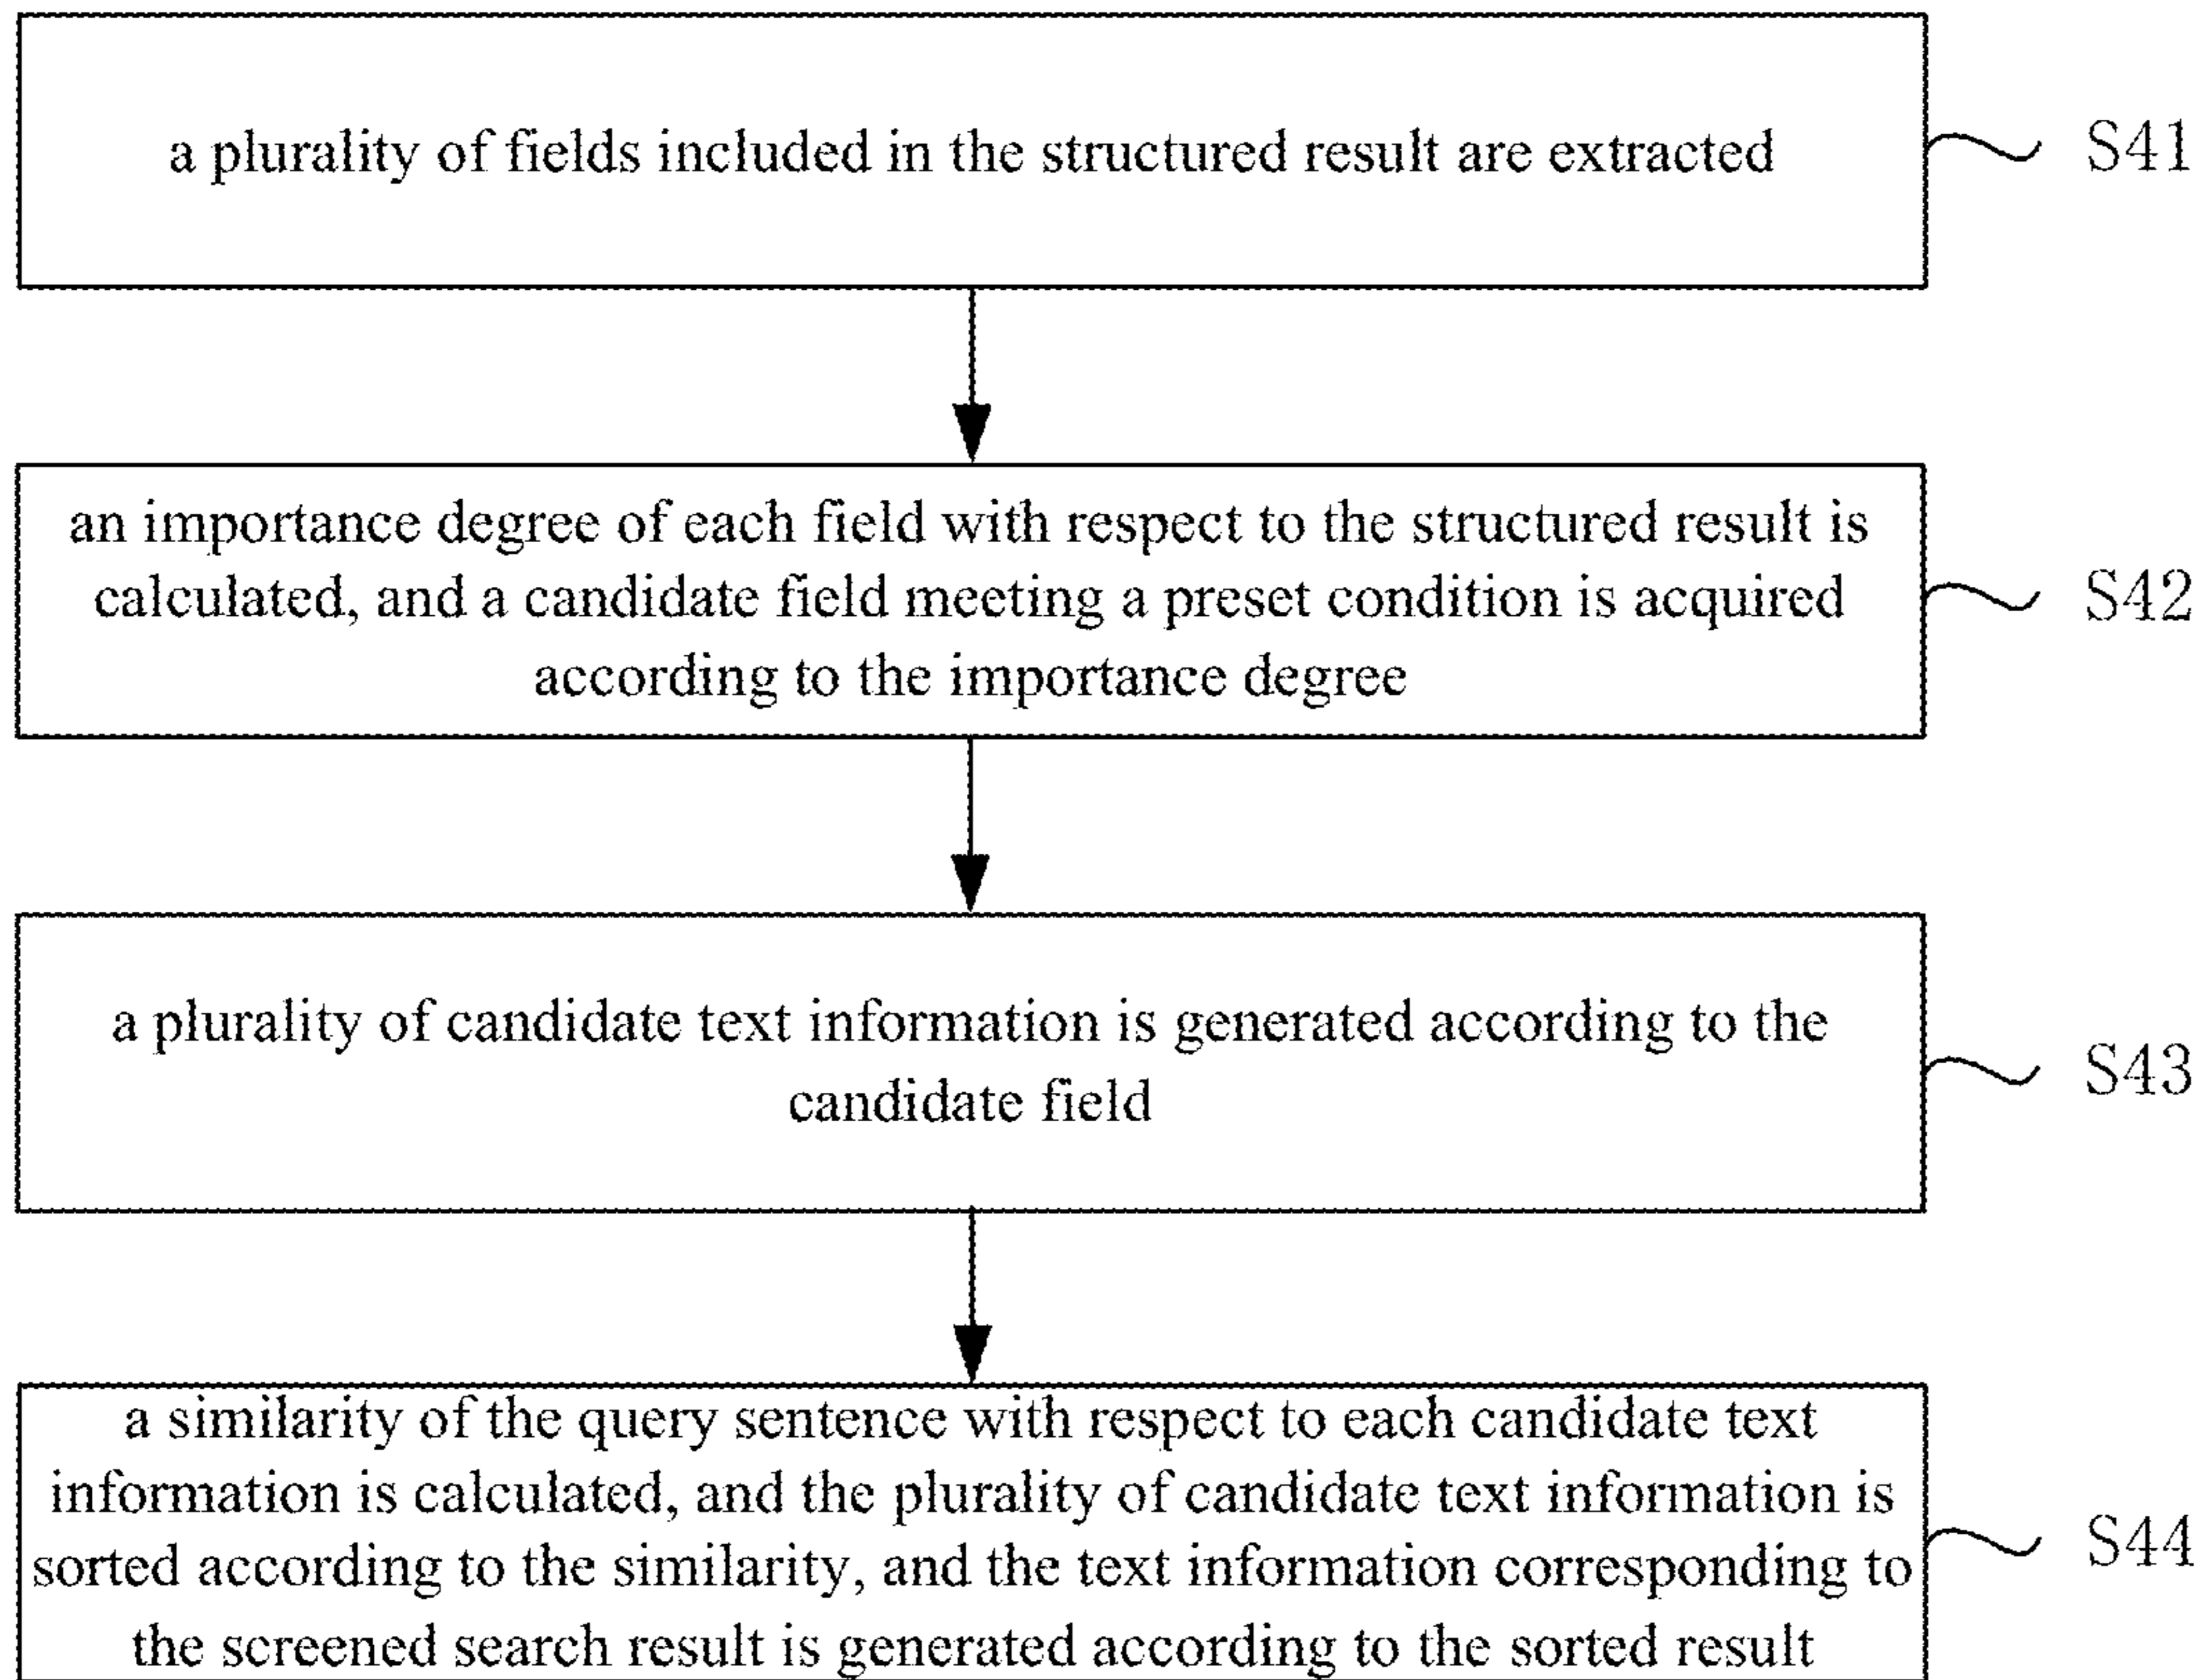 a plurality of fields included in the structured result are extracted
S41
an importance degree of each field with respect to the structured result is
calculated, and a candidate field meeting a preset condition is acquired
according to the importance degree
S42
a plurality of candidate text information is generated according to the
candidate field
S43
a similarity of the query sentence with respect to each candidate text
information is calculated, and the plurality of candidate text information is
sorted according to the similarity, and the text information corresponding to
the screened search result is generated according to the sorted result
S44